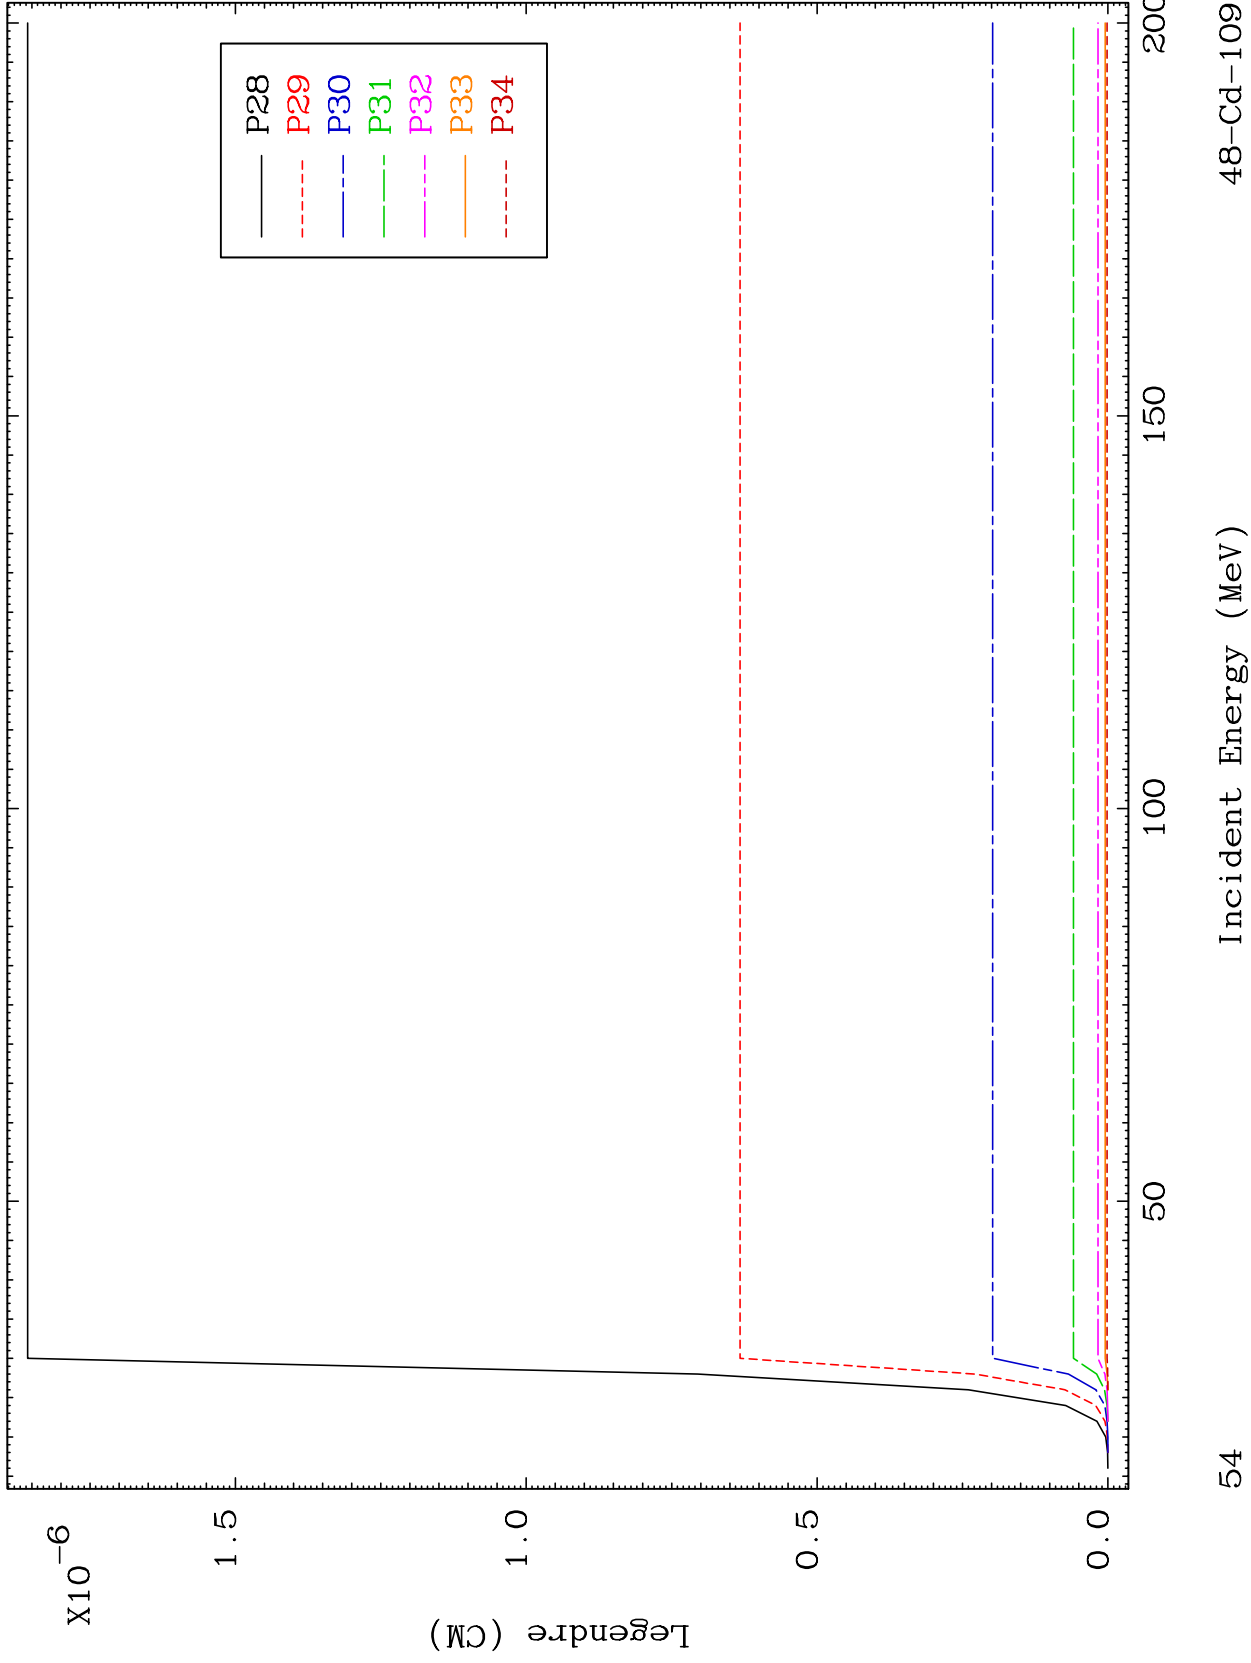 X10-6
1.5
1.0
0.5
0.0
Legendre (CM)
P28
P29
P30
P31
P32
P33
P34
50
100
150
200
Incident Energy (MeV)
54
48-Cd-109